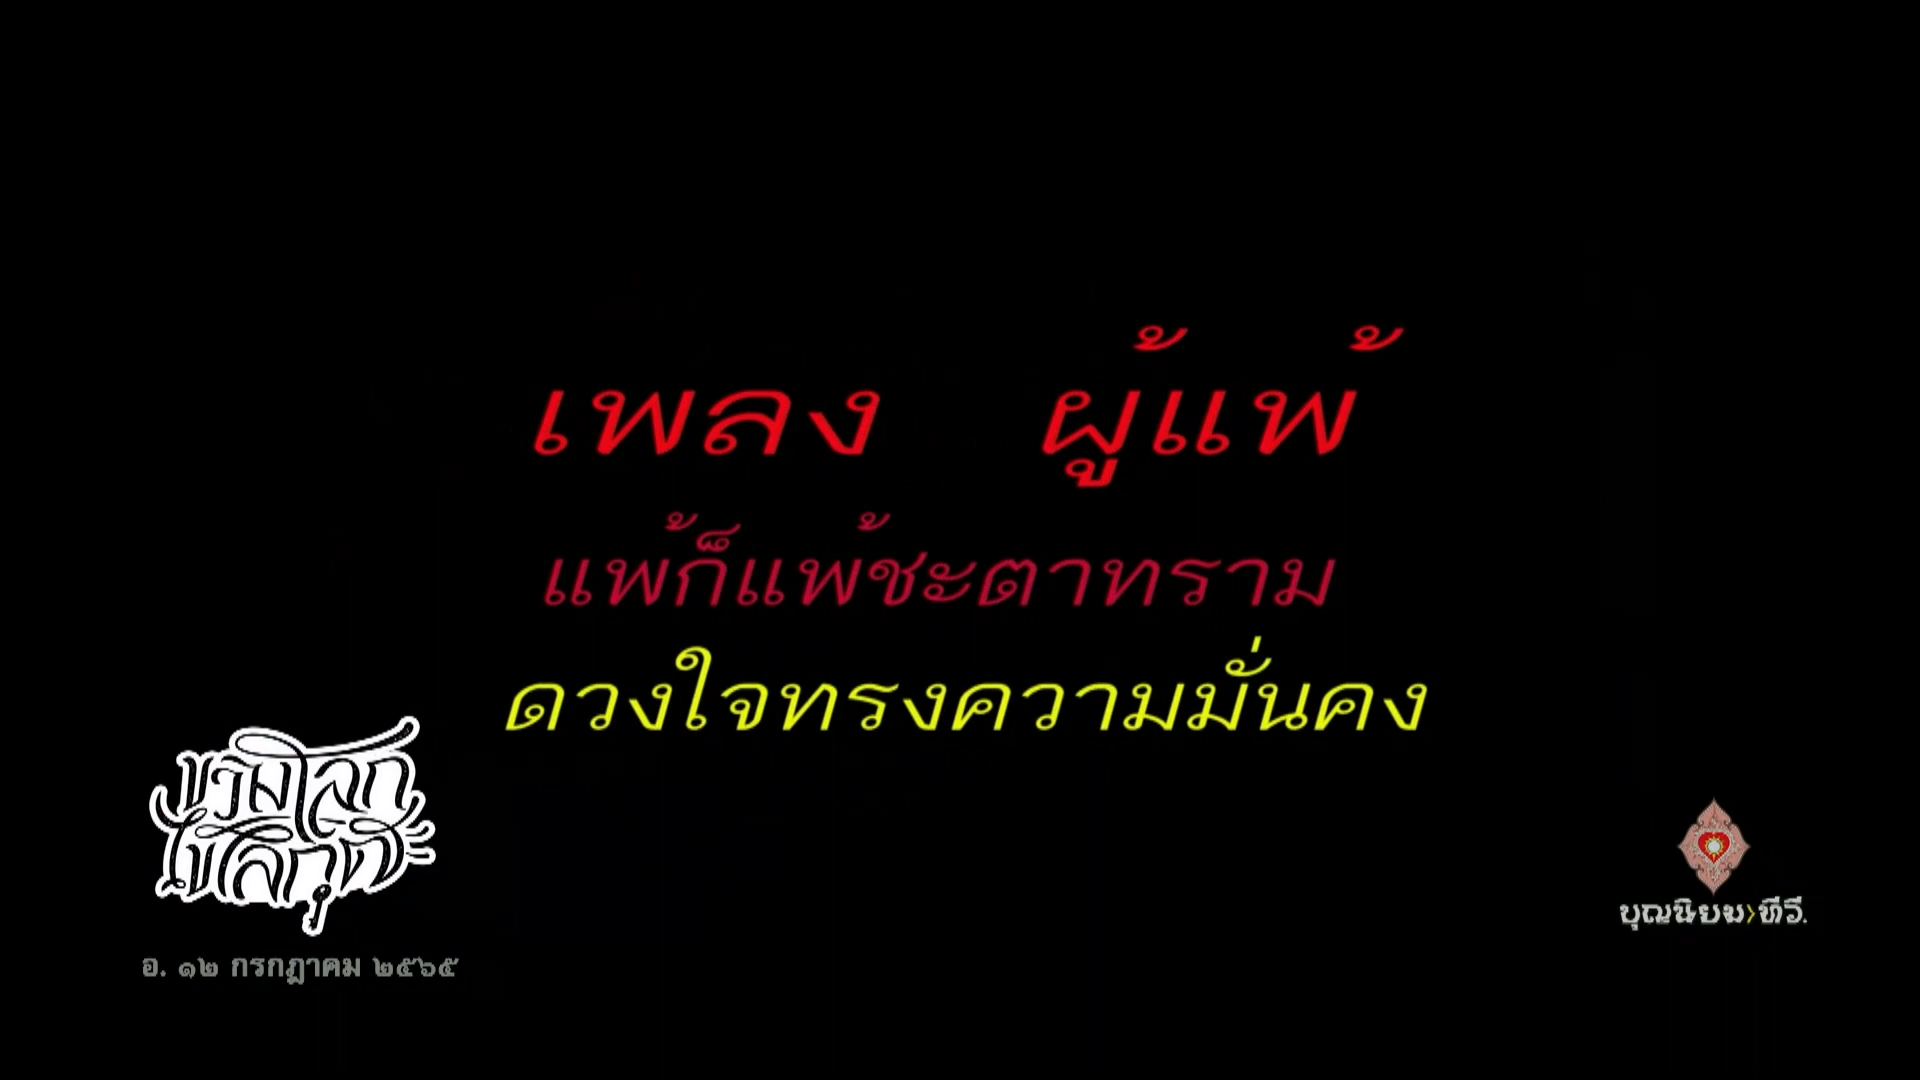 เพลง ผู้แพ้
แพ้ก็แพ้ชะตาทราม
ดวงใจทรงความมั่นคง
อ. ๑๒ กรกฎาคม ๒๕๖๕
บุญนิยม ทีวี.